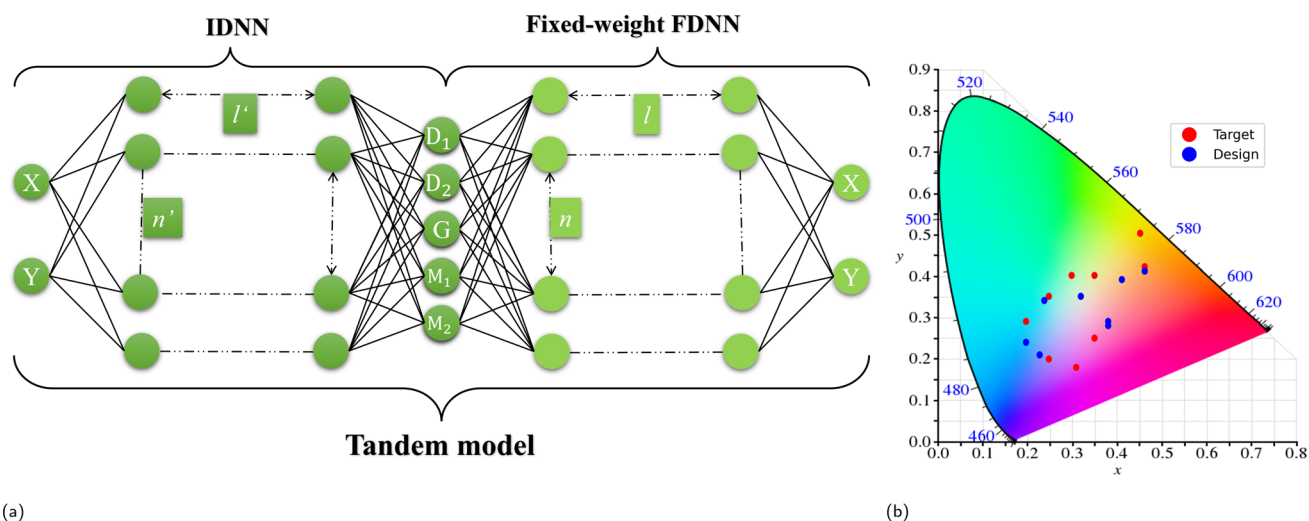 IDNN
Fixed-weight FDNN
l‘
l
D1
D2
G
M1
M2
X
Y
n’
n
X
Y
Tandem model
(a)
0.9
0.8
0.7
0.6
0.5
0.4
0.3
0.2
0.1
0.0
y
520
540
560
580
600
620
500
480
460
Target
Design
0.0 0.1 0.2 0.3 0.4 0.5 0.6 0.7 0.8
x
(b)